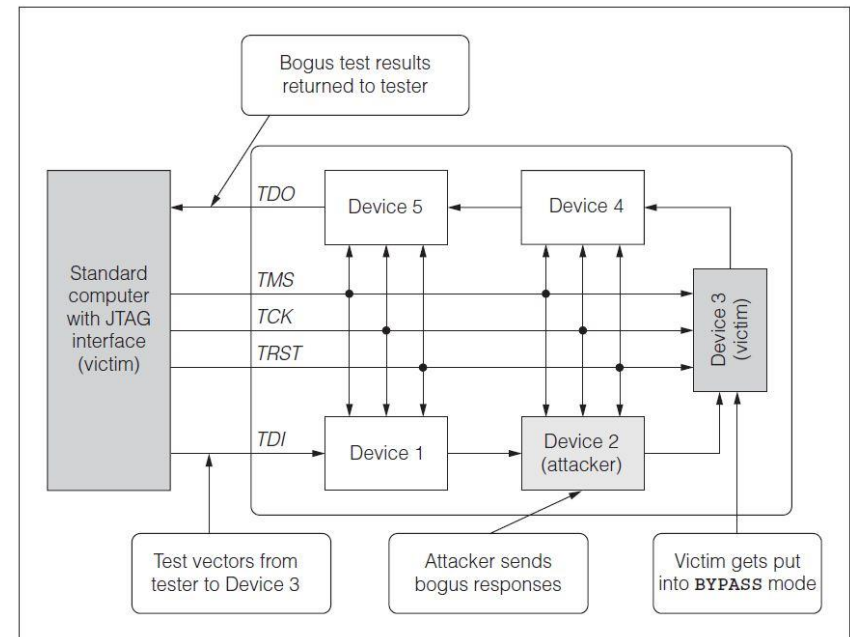 Bogus test results
returned to tester
TDO
Device 5
Device 4
Standard
computer
with JTAG
interface
(victim)
TMS
TCK
TRST
Device 3
(victim)
TDI
Device 1
Device 2
(attacker)
Test vectors from
tester to Device 3
Attacker sends
bogus responses
Victim gets put
into BYPASS mode